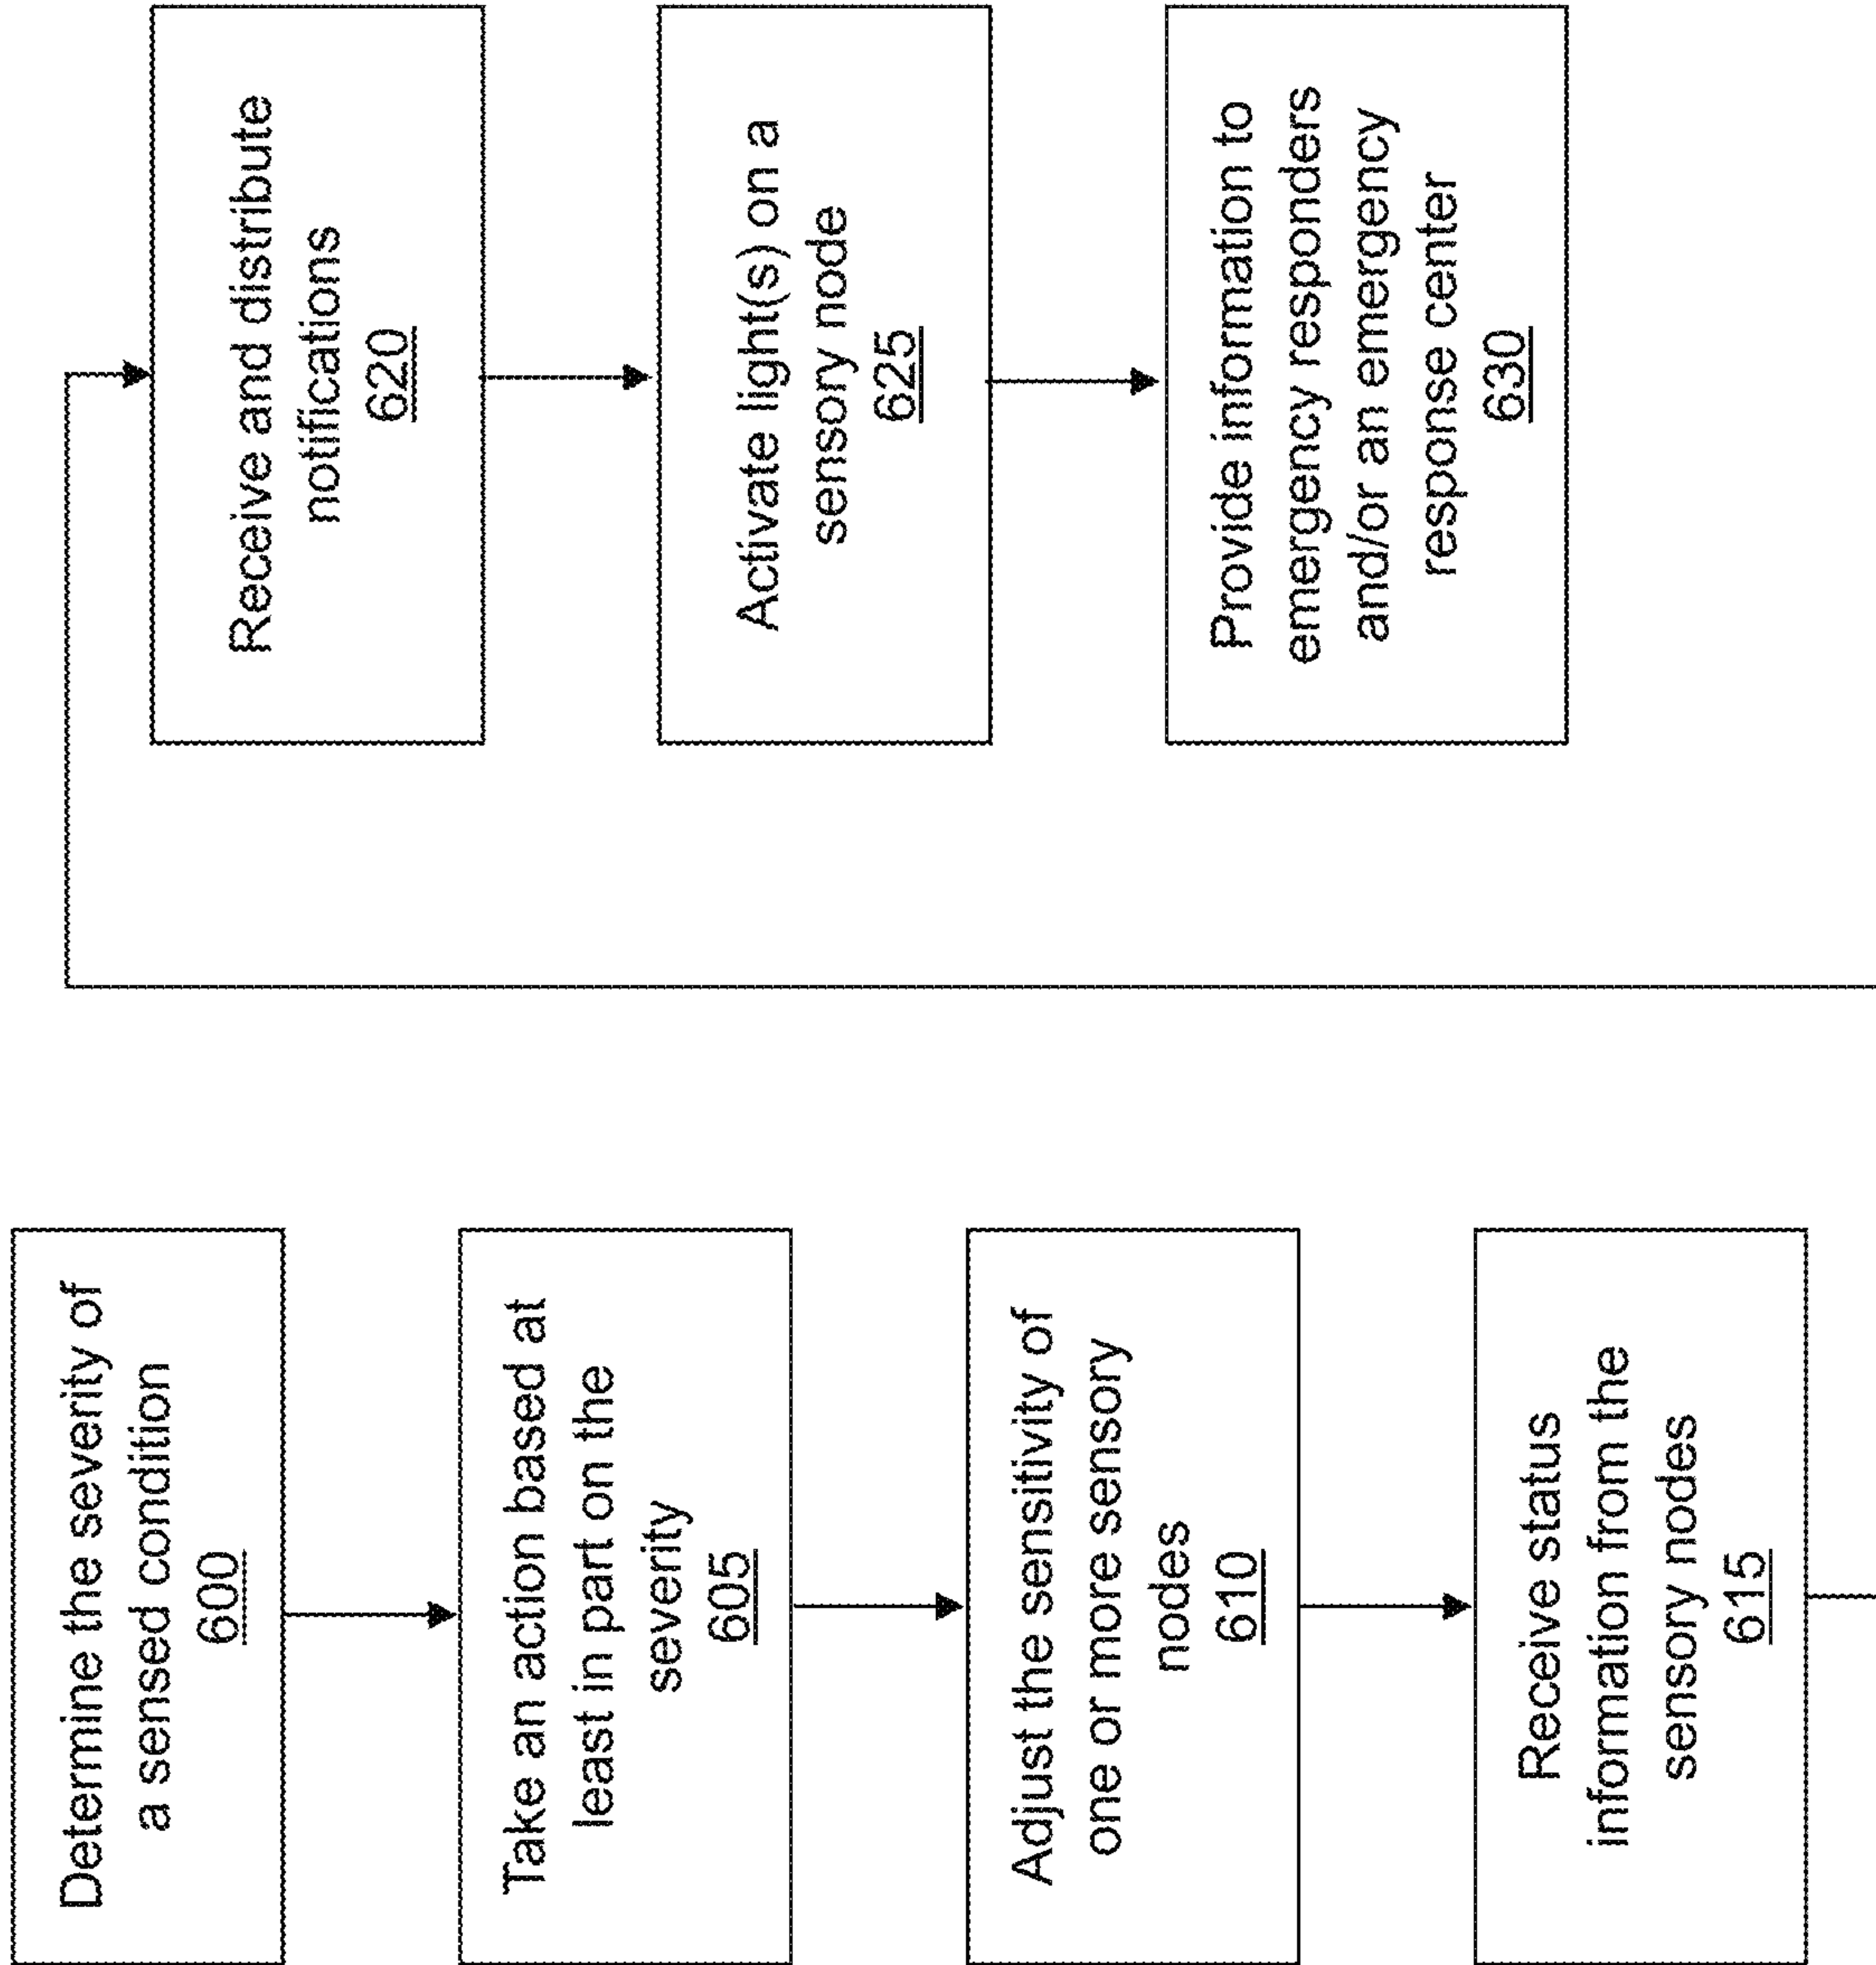 Determine the severity of
a sensed condition
600
Take an action based at
least in part on the
severity
605
Adjust the sensitivity of
one or more sensory
nodes
610
Receive status
information from the
sensory nodes
615
Receive and distribute
notifications
620
Activate light(s) on a
sensory node
625
Provide information to
emergency responders
and/or an emergency
response center
630